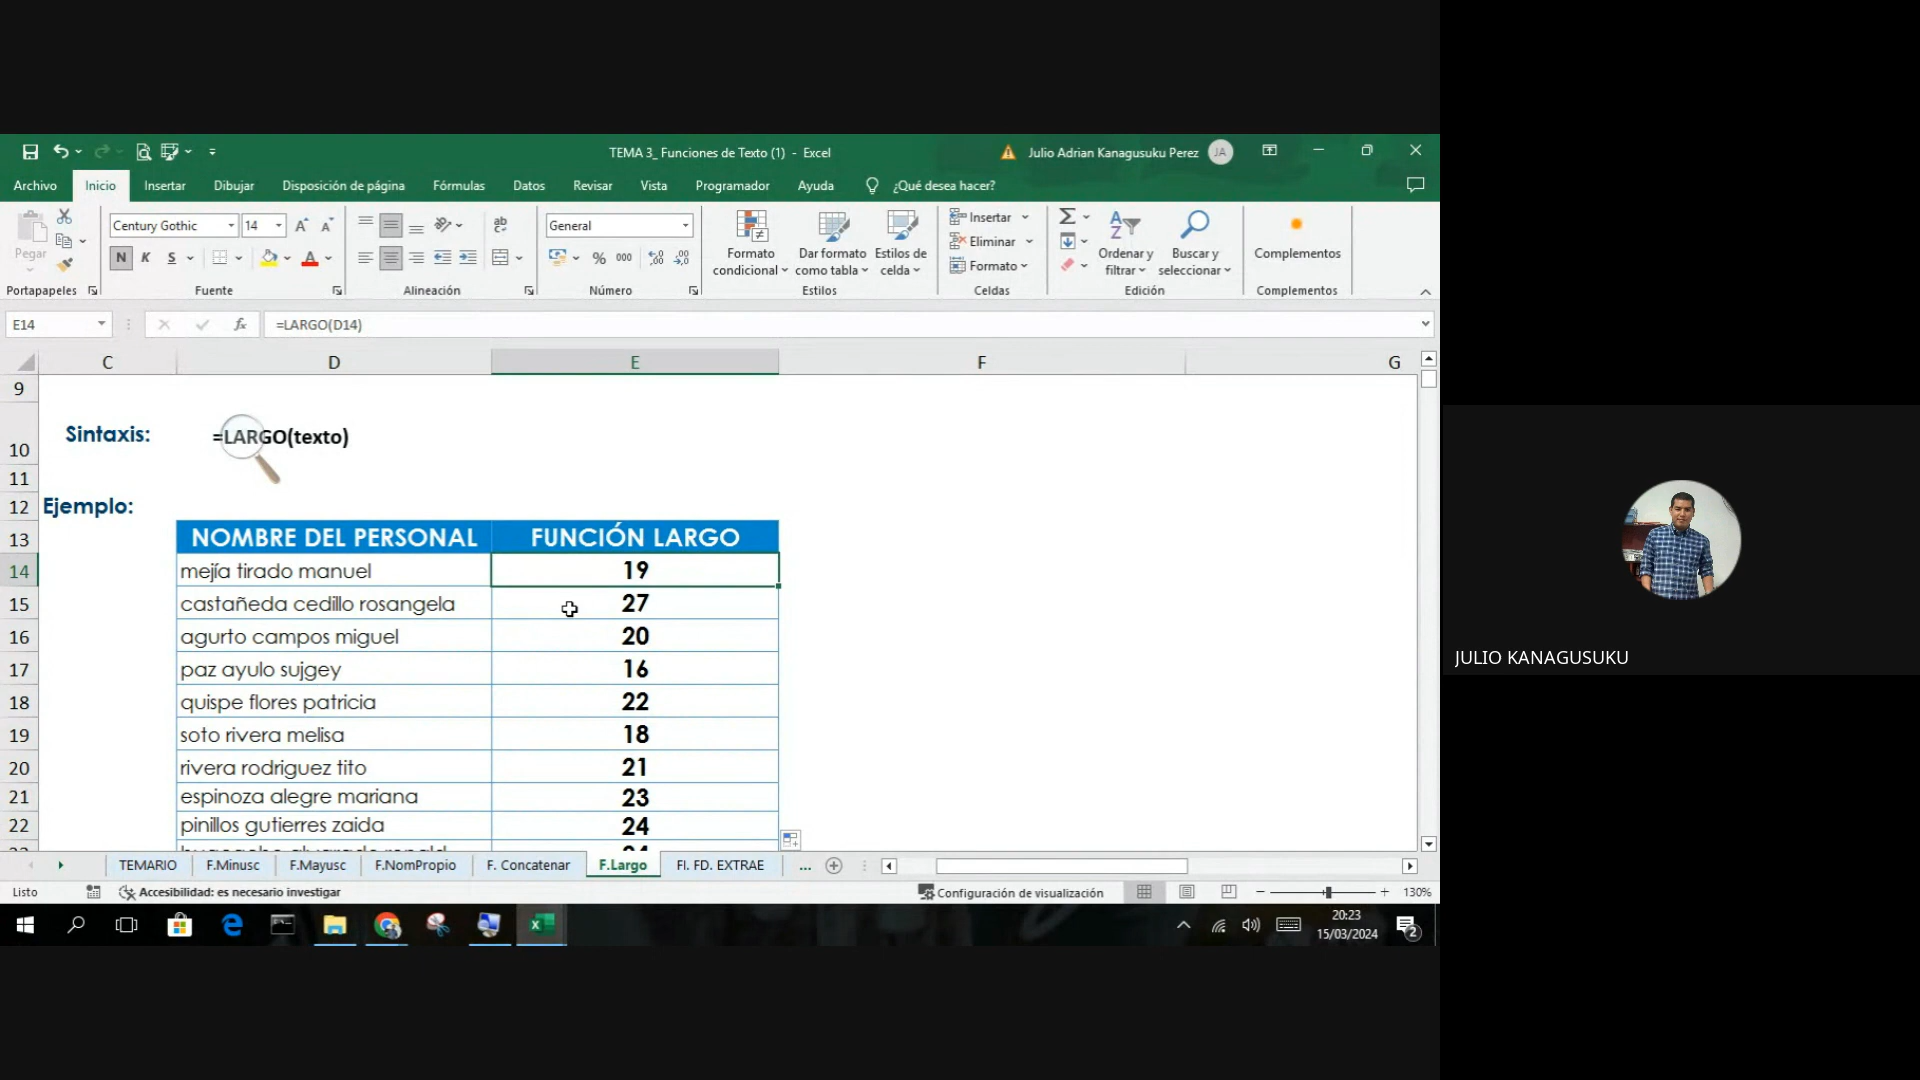 TEMA 3_ Funciones de Texto (1) - Excel
Julio Adrian Kanagusuku Perez JA
Archivo Inicio Insertar Dibujar Disposición de página Fórmulas Datos Revisar Vista Programador Ayuda ¿Qué desea hacer?
Pegar
Portapapeles
Century Gothic 14
N K S
Fuente
ab
Alineación
General
% 000
Número
Formato condicional
Dar formato como tabla
Estilos de celda
Estilos
Insertar
Eliminar
Formato
Celdas
Ordenar y filtrar
Buscar y seleccionar
Edición
Complementos
Complementos
E14 fx =LARGO(D14)
C D E F G
9
10 Sintaxis: =LARGO(texto)
11
12 Ejemplo:
13 NOMBRE DEL PERSONAL FUNCIÓN LARGO
14 mejía tirado manuel 19
15 castañeda cedillo rosangela 27
16 agurto campos miguel 20
17 paz ayulo sujgey 16
18 quispe flores patricia 22
19 soto rivera melisa 18
20 rivera rodriguez tito 21
21 espinoza alegre mariana 23
22 pinillos gutierres zaida 24
TEMARIO F.Minusc F.Mayusc F.NomPropio F. Concatenar F.Largo FI. FD. EXTRAE ...
Listo Accesibilidad: es necesario investigar Configuración de visualización 130%
20:23
15/03/2024
2
JULIO KANAGUSUKU